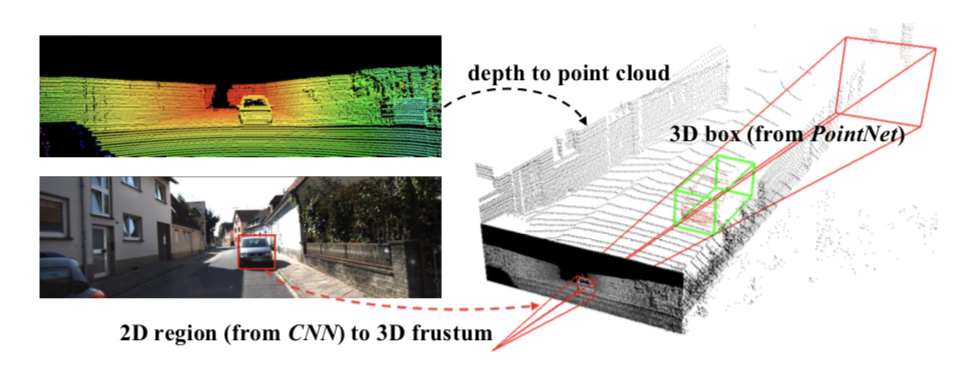 depth to point cloud
3D box (from PointNet)
2D region (from CNN) to 3D frustum